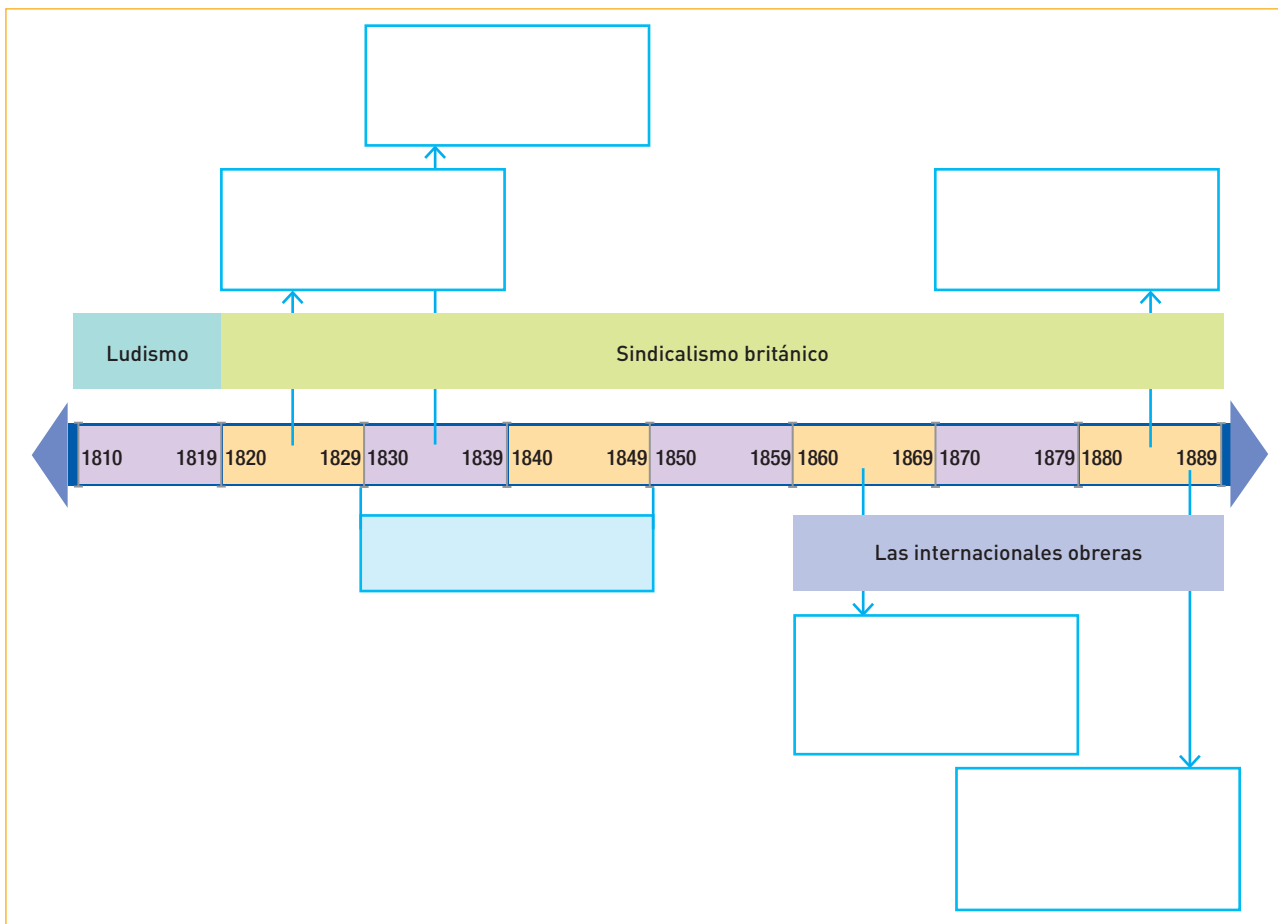 Ludismo
Sindicalismo británico
1810 1819 1820 1829 1830 1839 1840 1849 1850 1859 1860 1869 1870 1879 1880 1889
Las internacionales obreras